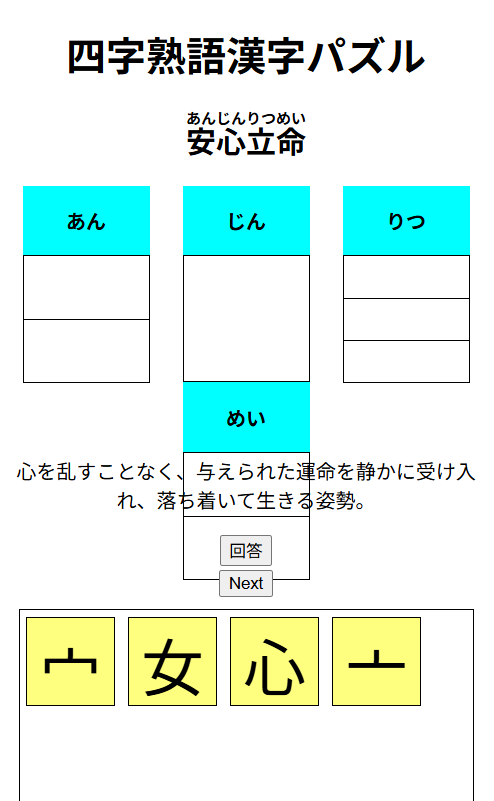 四字熟語漢字パズル
あんじんりつめい
安心立命
あん じん りつ
めい
心を乱すことなく、与えられた運命を静かに受け入
れ、落ち着いて生きる姿勢。
回答
Next
宀 女 心 亠